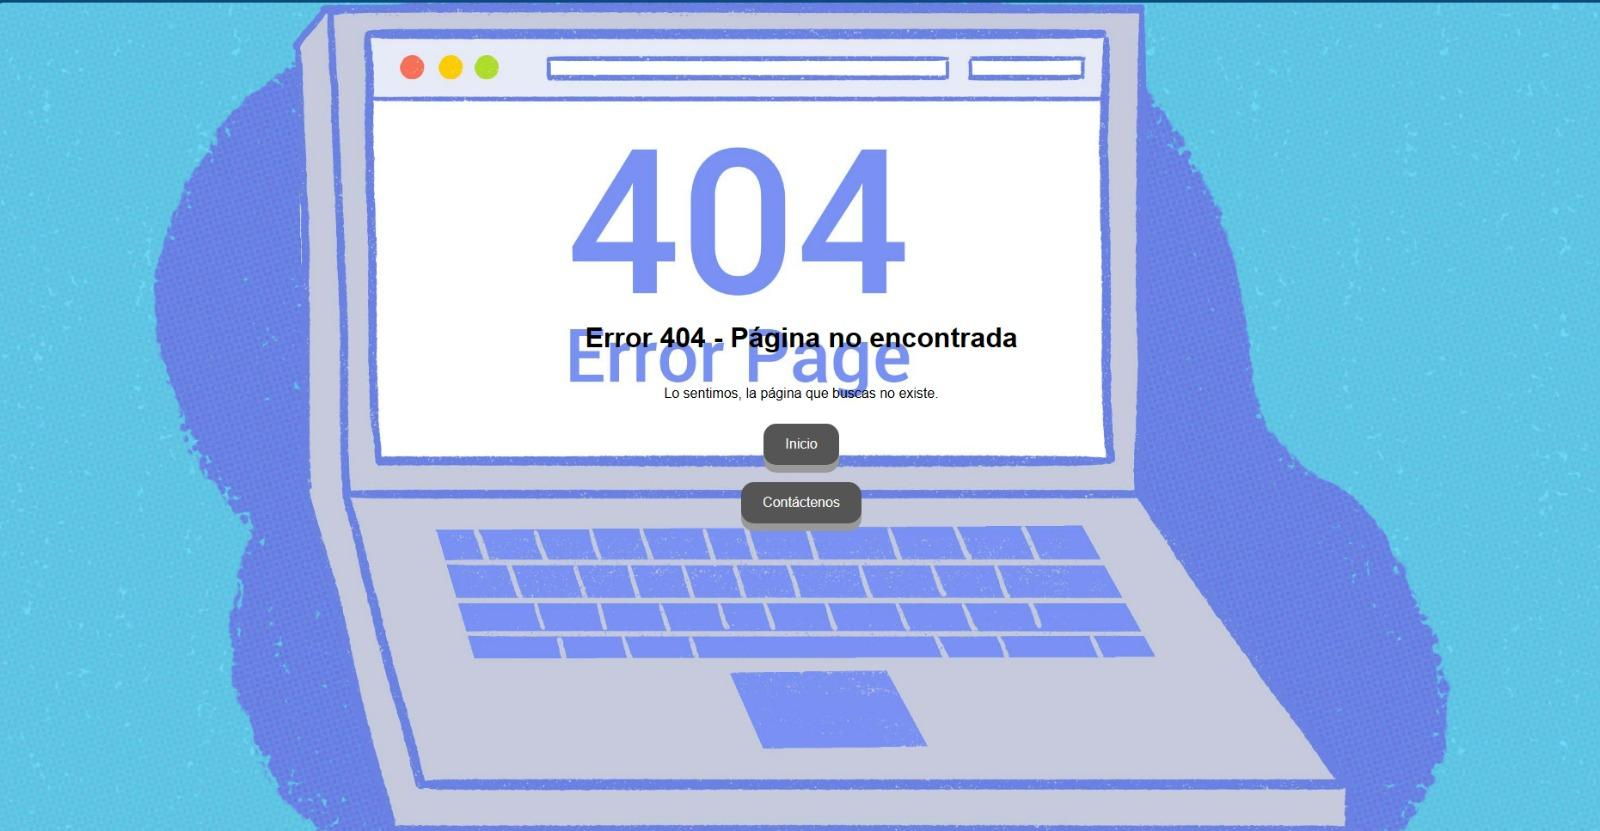 404
Error 404 - Página no encontrada
Error Page
Lo sentimos, la página que buscas no existe.
Inicio
Contáctenos